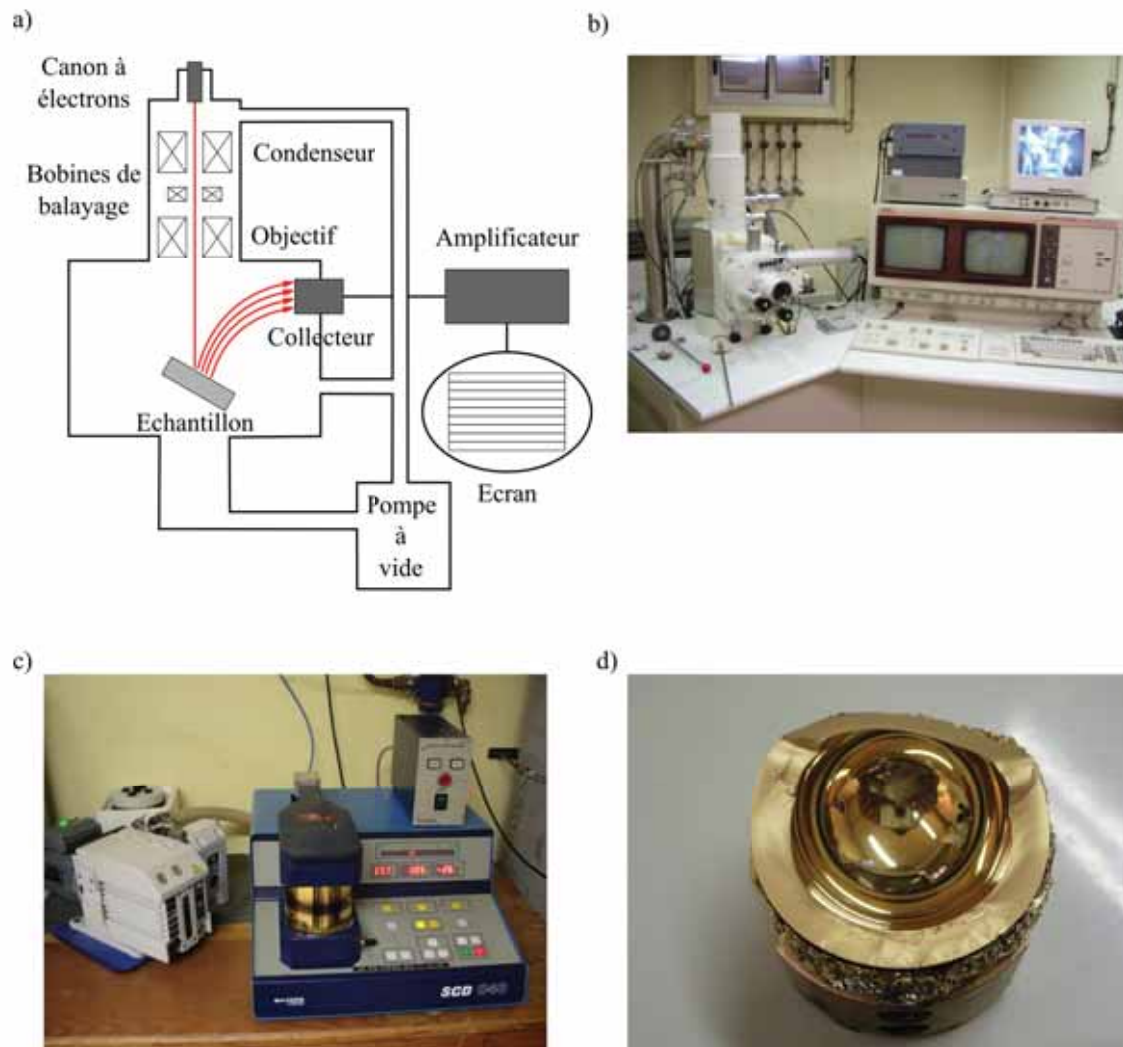 a)
Canon à
électrons
Bobines de
balayage
Condenseur
Objectif
Collecteur
Echantillon
Amplificateur
Ecran
Pompe
à
vide
b)
c)
SCD 040
d)